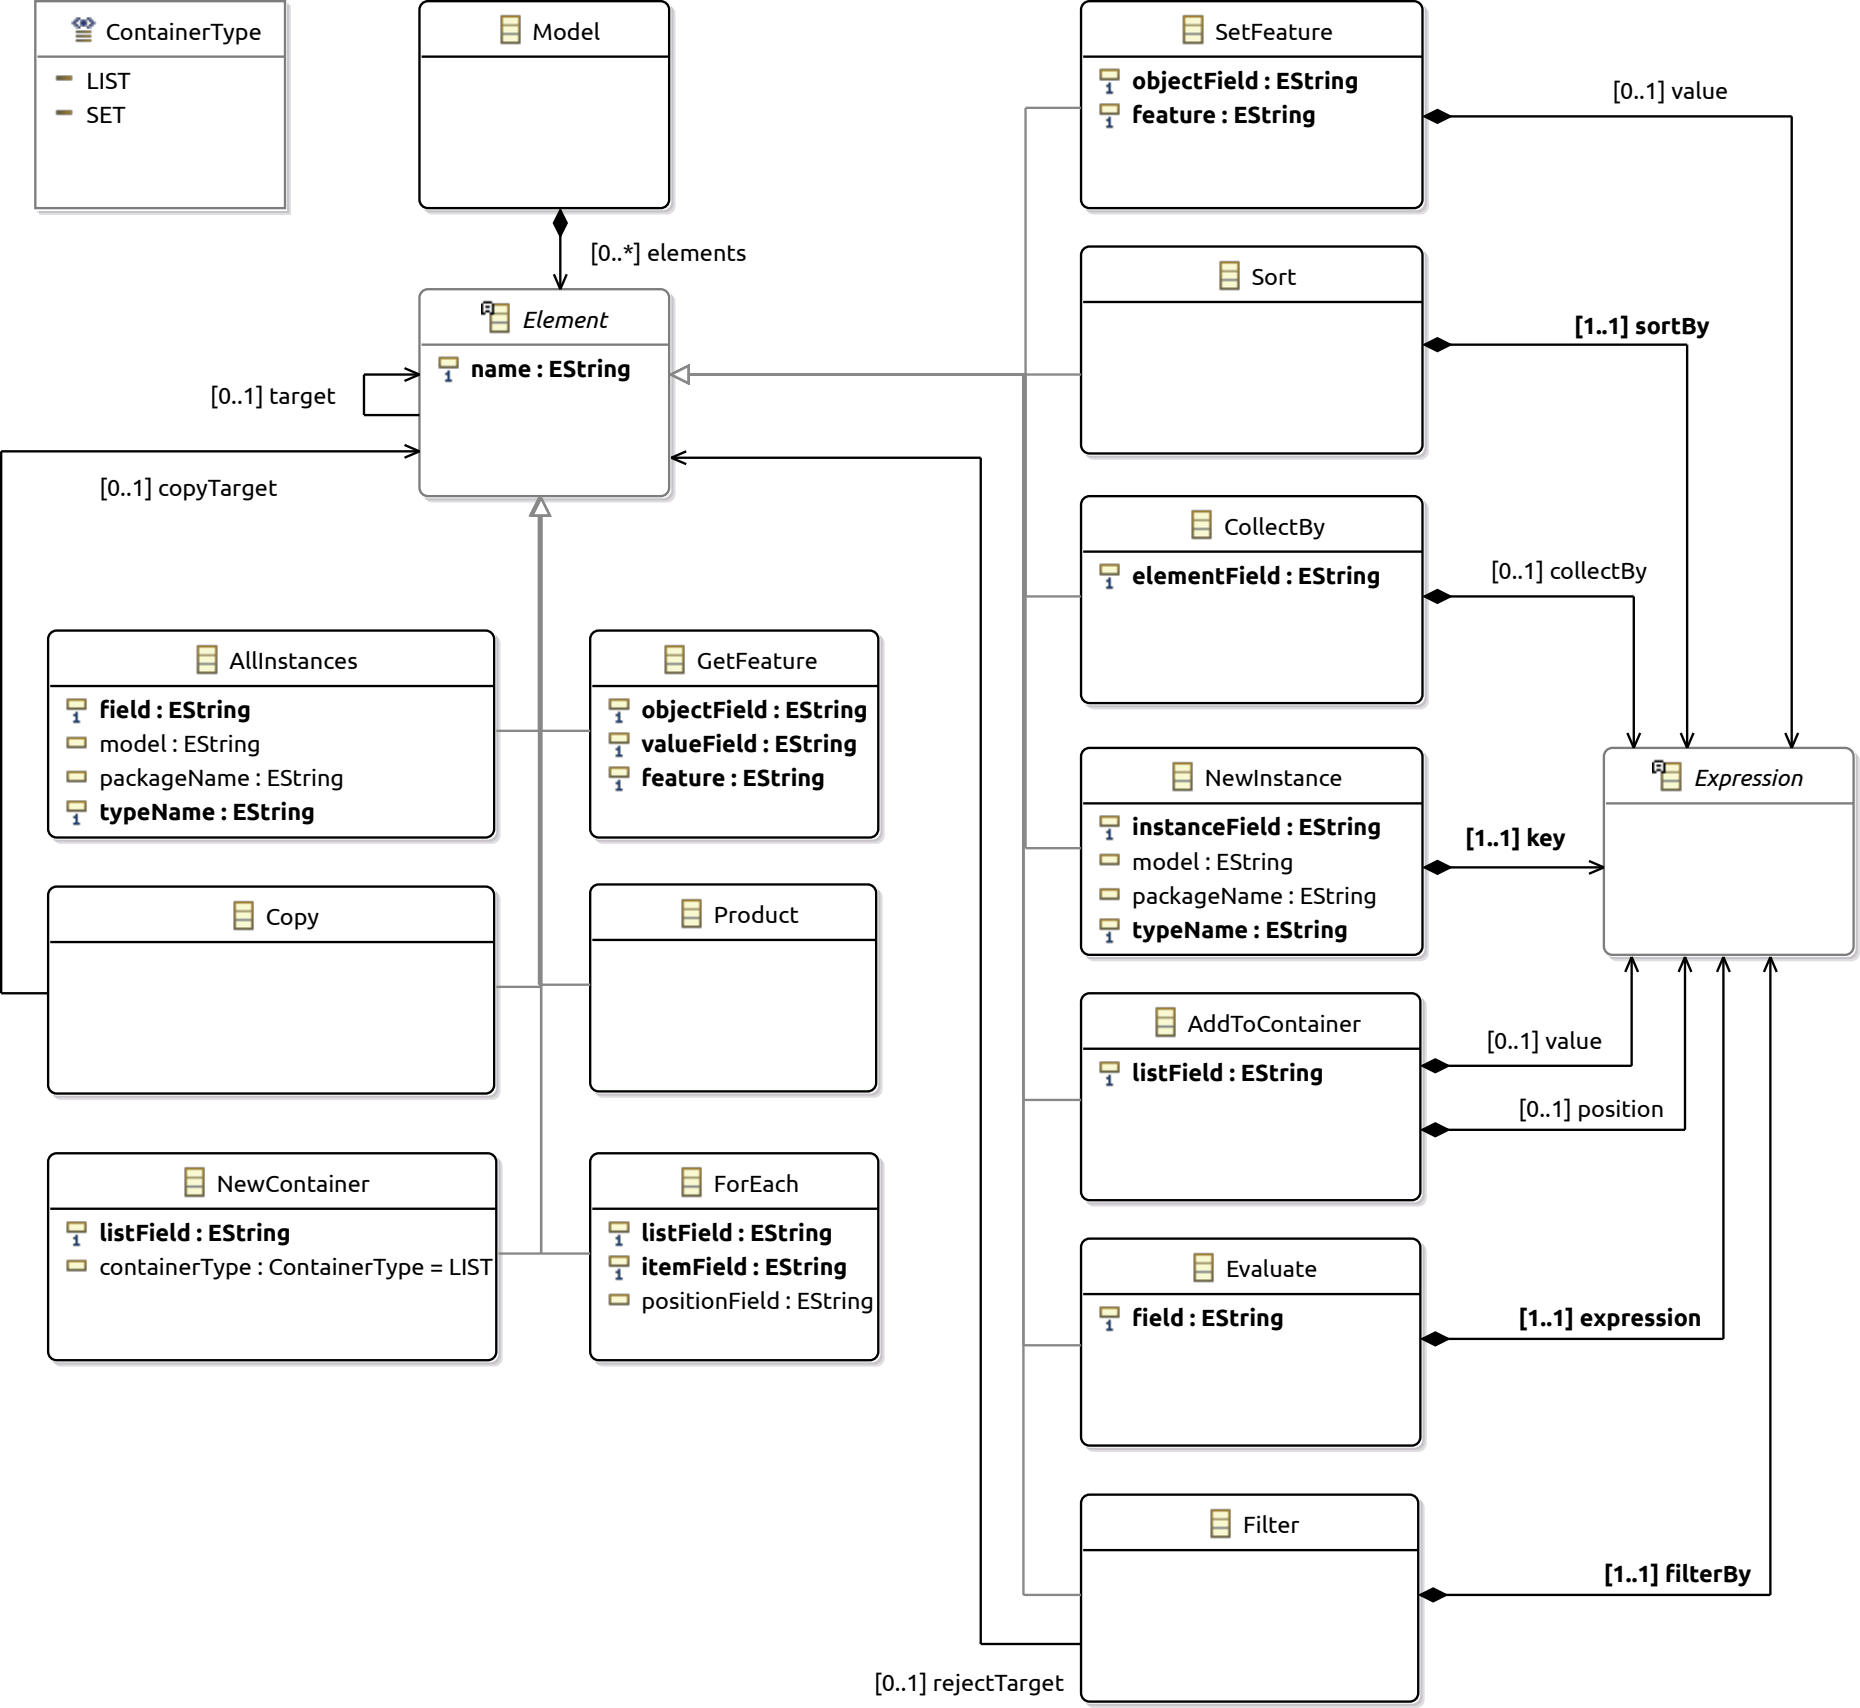 ContainerType
LIST
SET
Model
[0..*] elements
Element
name : EString
[0..1] target
[0..1] copyTarget
AllInstances
field : EString
model : EString
packageName : EString
typeName : EString
GetFeature
objectField : EString
valueField : EString
feature : EString
Copy
Product
NewContainer
listField : EString
containerType : ContainerType = LIST
ForEach
listField : EString
itemField : EString
positionField : EString
SetFeature
objectField : EString
feature : EString
[0..1] value
Sort
[1..1] sortBy
CollectBy
elementField : EString
[0..1] collectBy
NewInstance
instanceField : EString
model : EString
packageName : EString
typeName : EString
[1..1] key
Expression
AddToContainer
listField : EString
[0..1] value
[0..1] position
Evaluate
field : EString
[1..1] expression
Filter
[1..1] filterBy
[0..1] rejectTarget